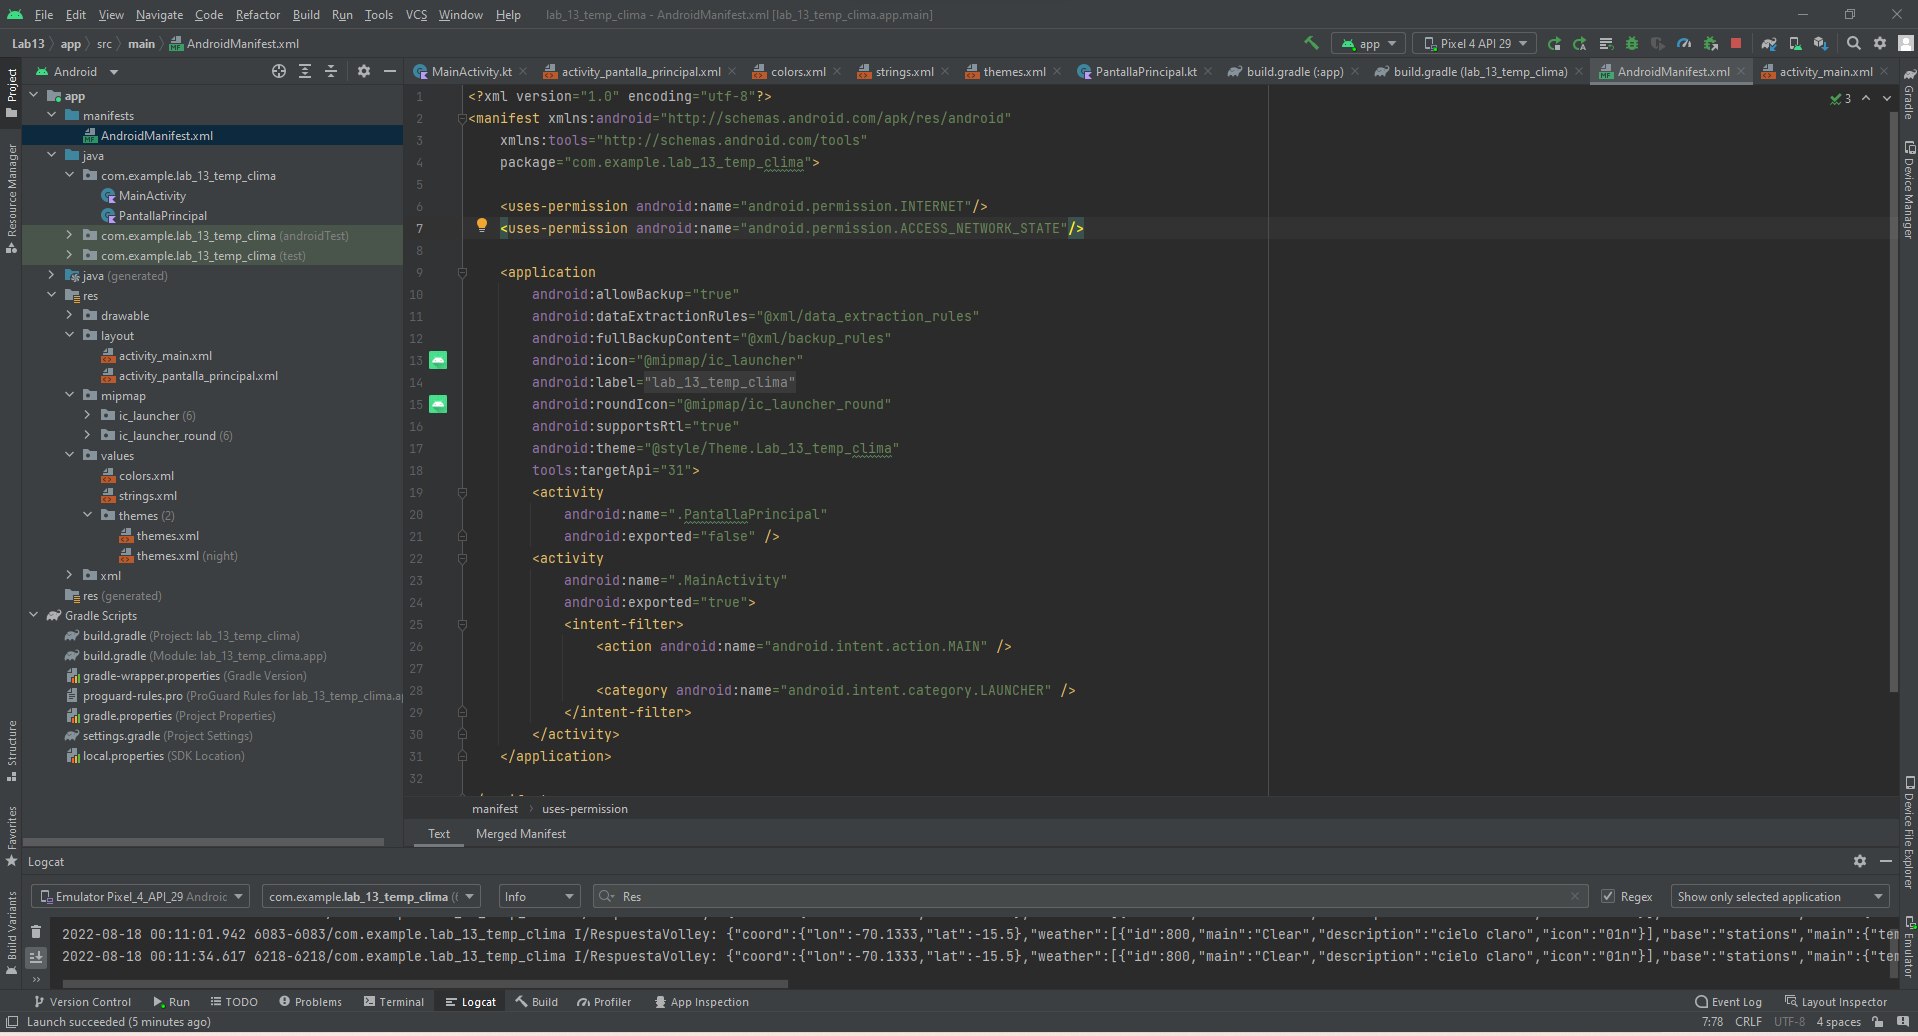 File Edit View Navigate Code Refactor Build Run Tools VCS Window Help lab_13_temp_clima - AndroidManifest.xml [lab_13_temp_clima.app.main]
Lab13 app src main AndroidManifest.xml app Pixel 4 API 29
Project Android MainActivity.kt activity_pantalla_principal.xml colors.xml strings.xml themes.xml PantallaPrincipal.kt build.gradle (:app) build.gradle (lab_13_temp_clima) AndroidManifest.xml activity_main.xml
app
manifests
AndroidManifest.xml
java
com.example.lab_13_temp_clima
MainActivity
PantallaPrincipal
com.example.lab_13_temp_clima (androidTest)
com.example.lab_13_temp_clima (test)
java (generated)
res
drawable
layout
activity_main.xml
activity_pantalla_principal.xml
mipmap
ic_launcher (6)
ic_launcher_round (6)
values
colors.xml
strings.xml
themes (2)
themes.xml
themes.xml (night)
xml
res (generated)
Gradle Scripts
build.gradle (Project: lab_13_temp_clima)
build.gradle (Module: lab_13_temp_clima.app)
gradle-wrapper.properties (Gradle Version)
proguard-rules.pro (ProGuard Rules for lab_13_temp_clima.a
gradle.properties (Project Properties)
settings.gradle (Project Settings)
local.properties (SDK Location)
3
1 <?xml version="1.0" encoding="utf-8"?>
2 <manifest xmlns:android="http://schemas.android.com/apk/res/android"
3 xmlns:tools="http://schemas.android.com/tools"
4 package="com.example.lab_13_temp_clima">
5
6 <uses-permission android:name="android.permission.INTERNET"/>
7 <uses-permission android:name="android.permission.ACCESS_NETWORK_STATE"/>
8
9 <application
10 android:allowBackup="true"
11 android:dataExtractionRules="@xml/data_extraction_rules"
12 android:fullBackupContent="@xml/backup_rules"
13 android:icon="@mipmap/ic_launcher"
14 android:label="lab_13_temp_clima"
15 android:roundIcon="@mipmap/ic_launcher_round"
16 android:supportsRtl="true"
17 android:theme="@style/Theme.Lab_13_temp_clima"
18 tools:targetApi="31">
19 <activity
20 android:name=".PantallaPrincipal"
21 android:exported="false" />
22 <activity
23 android:name=".MainActivity"
24 android:exported="true">
25 <intent-filter>
26 <action android:name="android.intent.action.MAIN" />
27
28 <category android:name="android.intent.category.LAUNCHER" />
29 </intent-filter>
30 </activity>
31 </application>
32
manifest uses-permission
Text Merged Manifest
Resource Manager
Structure
Favorites
Build Variants
Gradle
Device Manager
Device File Explorer
Emulator
Logcat
Emulator Pixel_4_API_29 Androic com.example.lab_13_temp_clima (t Info Res Regex Show only selected application
2022-08-18 00:11:01.942 6083-6083/com.example.lab_13_temp_clima I/RespuestaVolley: {"coord":{"lon":-70.1333,"lat":-15.5},"weather":[{"id":800,"main":"Clear","description":"cielo claro","icon":"01n"}],"base":"stations","main":{"tem
2022-08-18 00:11:34.617 6218-6218/com.example.lab_13_temp_clima I/RespuestaVolley: {"coord":{"lon":-70.1333,"lat":-15.5},"weather":[{"id":800,"main":"Clear","description":"cielo claro","icon":"01n"}],"base":"stations","main":{"tem
Version Control Run TODO Problems Terminal Logcat Build Profiler App Inspection Event Log Layout Inspector
Launch succeeded (5 minutes ago) 7:78 CRLF UTF-8 4 spaces